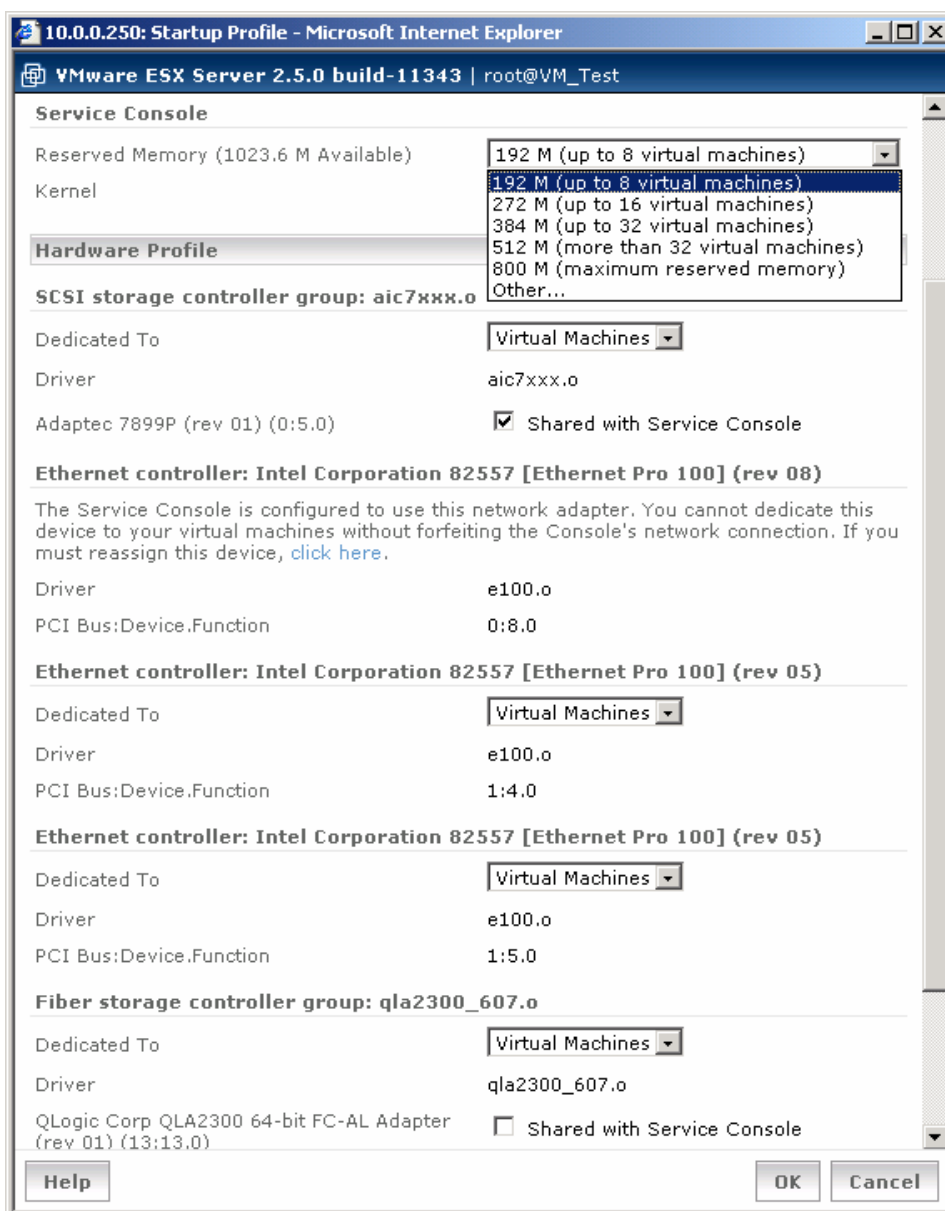 10.0.0.250: Startup Profile - Microsoft Internet Explorer
VMware ESX Server 2.5.0 build-11343 | root@VM_Test
Service Console
Reserved Memory (1023.6 M Available) 192 M (up to 8 virtual machines)
Kernel
192 M (up to 8 virtual machines)
272 M (up to 16 virtual machines)
384 M (up to 32 virtual machines)
512 M (more than 32 virtual machines)
800 M (maximum reserved memory)
Other...
Hardware Profile
SCSI storage controller group: aic7xxx.o
Dedicated To Virtual Machines
Driver aic7xxx.o
Adaptec 7899P (rev 01) (0:5.0) Shared with Service Console
Ethernet controller: Intel Corporation 82557 [Ethernet Pro 100] (rev 08)
The Service Console is configured to use this network adapter. You cannot dedicate this
device to your virtual machines without forfeiting the Console's network connection. If you
must reassign this device, click here.
Driver e100.o
PCI Bus:Device.Function 0:8.0
Ethernet controller: Intel Corporation 82557 [Ethernet Pro 100] (rev 05)
Dedicated To Virtual Machines
Driver e100.o
PCI Bus:Device.Function 1:4.0
Ethernet controller: Intel Corporation 82557 [Ethernet Pro 100] (rev 05)
Dedicated To Virtual Machines
Driver e100.o
PCI Bus:Device.Function 1:5.0
Fiber storage controller group: qla2300_607.o
Dedicated To Virtual Machines
Driver qla2300_607.o
QLogic Corp QLA2300 64-bit FC-AL Adapter
(rev 01) (13:13.0) Shared with Service Console
Help OK Cancel